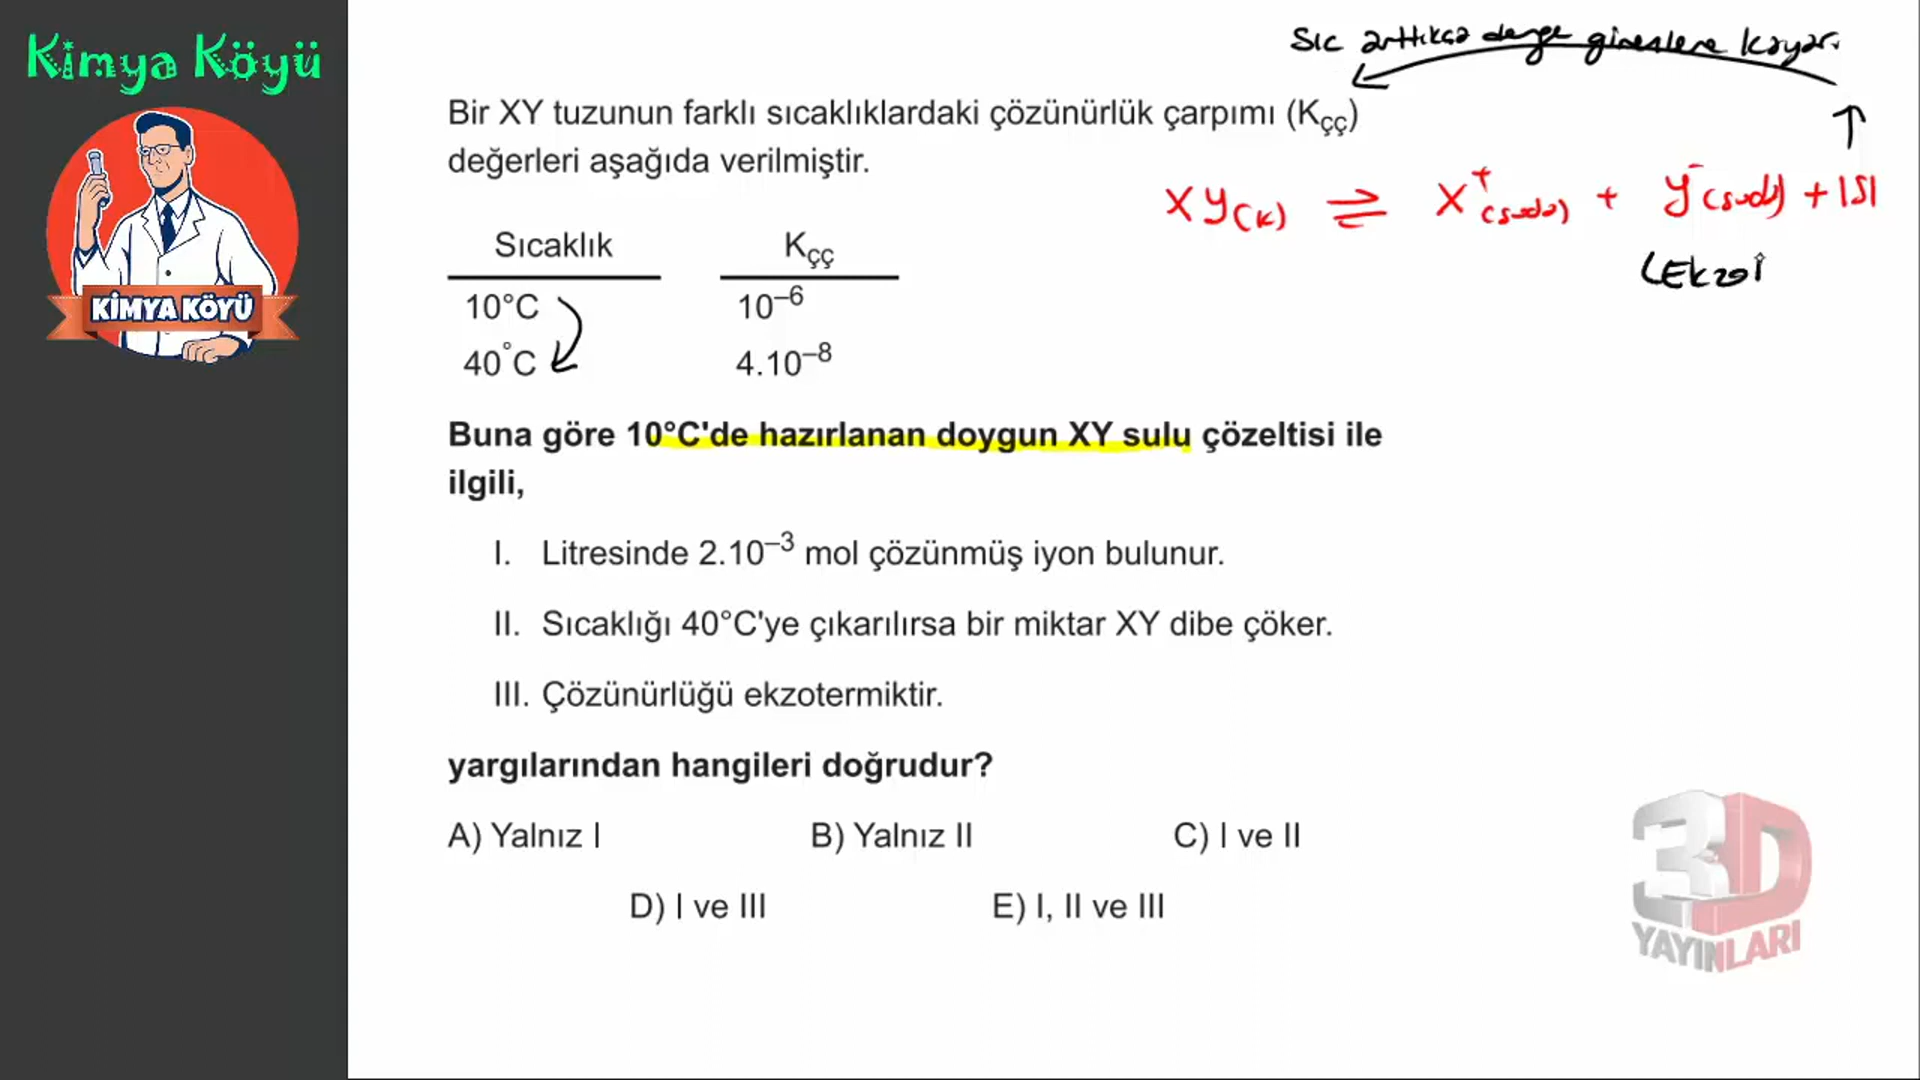 Kimya Köyü
KİMYA KÖYÜ
Sıc arttıkça denge girenlere kayar.
Bir XY tuzunun farklı sıcaklıklardaki çözünürlük çarpımı (Kçç)
değerleri aşağıda verilmiştir.
XY(k) ⇌ X⁺(suda) + Y⁻(suda) + ISI
(Ekzo
Sıcaklık Kçç
10°C 10⁻⁶
40°C 4.10⁻⁸
Buna göre 10°C'de hazırlanan doygun XY sulu çözeltisi ile
ilgili,
I. Litresinde 2.10⁻³ mol çözünmüş iyon bulunur.
II. Sıcaklığı 40°C'ye çıkarılırsa bir miktar XY dibe çöker.
III. Çözünürlüğü ekzotermiktir.
yargılarından hangileri doğrudur?
A) Yalnız I B) Yalnız II C) I ve II
D) I ve III E) I, II ve III
3D
YAYINLARI